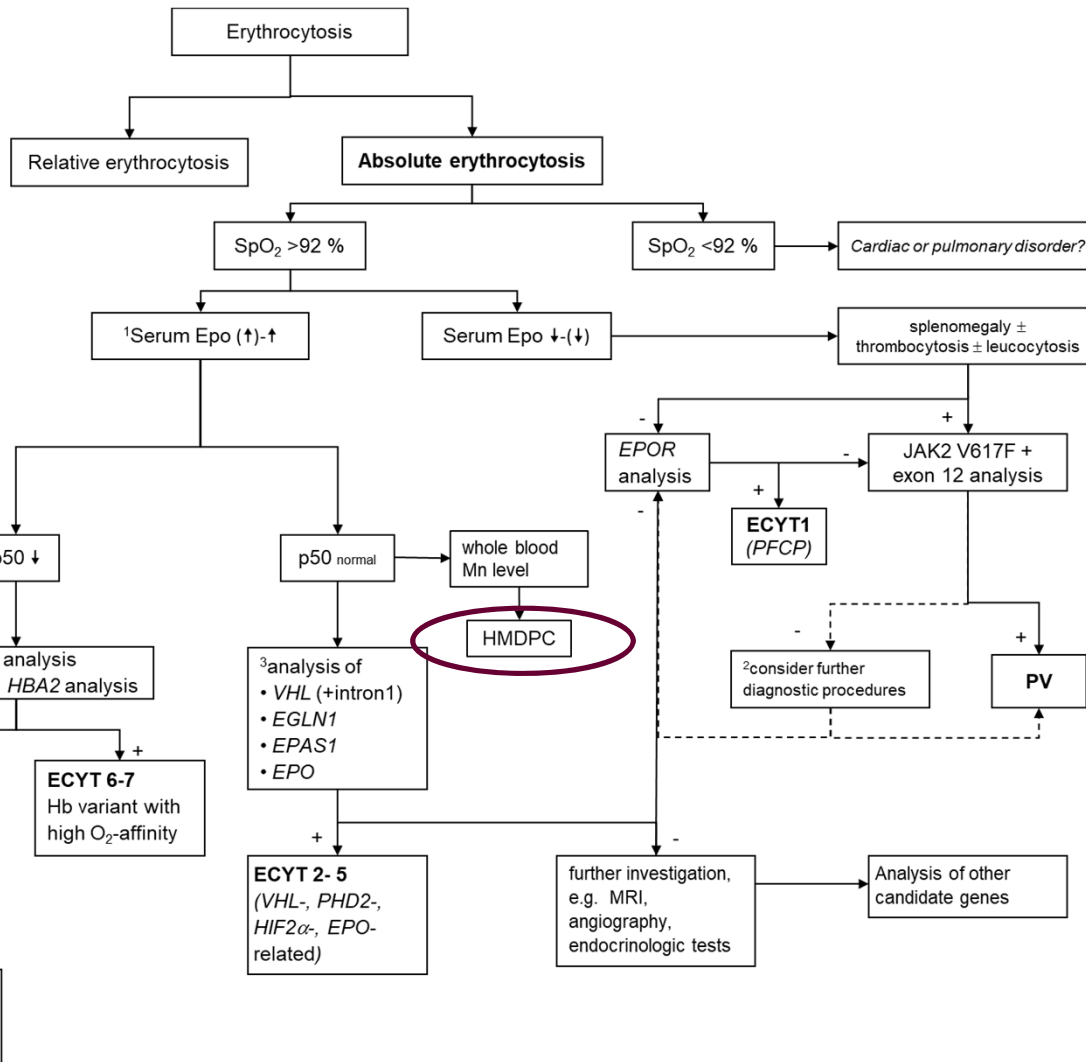 Erythrocytosis
Relative erythrocytosis
Absolute erythrocytosis
SpO₂ >92 %
SpO₂ <92 %
Cardiac or pulmonary disorder?
¹Serum Epo (↑)-↑
Serum Epo ↓-(↓)
splenomegaly ±
thrombocytosis ± leucocytosis
-
+
EPOR
analysis
-
JAK2 V617F +
exon 12 analysis
+
-
ECYT1
(PFCP)
p50 ↓
p50 normal
whole blood
Mn level
HMDPC
-
+
analysis
HBA2 analysis
³analysis of
• VHL (+intron1)
• EGLN1
• EPAS1
• EPO
²consider further
diagnostic procedures
PV
+
ECYT 6-7
Hb variant with
high O₂-affinity
+
-
ECYT 2- 5
(VHL-, PHD2-,
HIF2α-, EPO-
related)
further investigation,
e.g. MRI,
angiography,
endocrinologic tests
Analysis of other
candidate genes